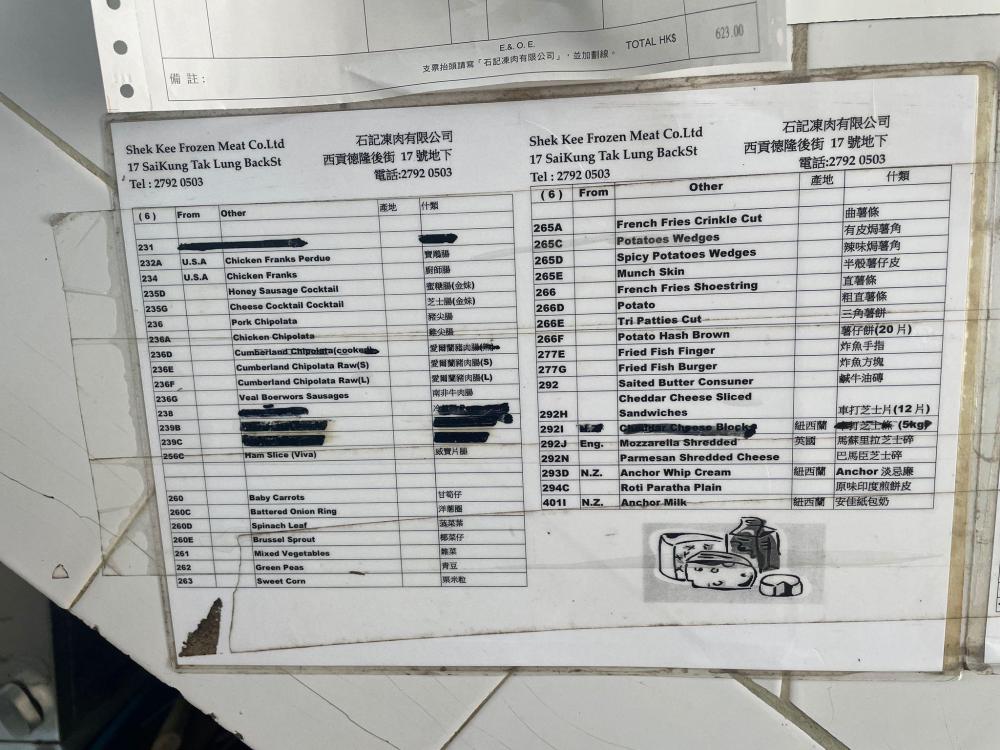 E.& O. E.
支票抬頭請寫「石記凍肉有限公司」,並加劃線。 TOTAL HK$ 623.00
備 註:
Shek Kee Frozen Meat Co.Ltd 石記凍肉有限公司
17 SaiKung Tak Lung BackSt 西貢德隆後街 17 號地下
Tel : 2792 0503 電話:2792 0503
( 6 ) From Other 產地 什類
231
232A U.S.A Chicken Franks Perdue 寶順腸
234 U.S.A Chicken Franks 廚師腸
235D Honey Sausage Cocktail 蜜糖腸(金妹)
235G Cheese Cocktail Cocktail 芝士腸(金妹)
236 Pork Chipolata 豬尖腸
236A Chicken Chipolata 雞尖腸
236D Cumberland Chipolata(cooked) 愛爾蘭豬肉腸
236E Cumberland Chipolata Raw(S) 愛爾蘭豬肉腸(S)
236F Cumberland Chipolata Raw(L) 愛爾蘭豬肉腸(L)
236G Veal Boerwors Sausages 南非牛肉腸
238
239B
239C
256C Ham Slice (Viva) 威寶片腸
260 Baby Carrots 甘筍仔
260C Battered Onion Ring 洋蔥圈
260D Spinach Leaf 菠菜葉
260E Brussel Sprout 椰菜仔
261 Mixed Vegetables 雜菜
262 Green Peas 青豆
263 Sweet Corn 粟米粒
Shek Kee Frozen Meat Co.Ltd 石記凍肉有限公司
17 SaiKung Tak Lung BackSt 西貢德隆後街 17 號地下
Tel : 2792 0503 電話:2792 0503
( 6 ) From Other 產地 什類
265A French Fries Crinkle Cut 曲薯條
265C Potatoes Wedges 有皮焗薯角
265D Spicy Potatoes Wedges 辣味焗薯角
265E Munch Skin 半殼薯仔皮
266 French Fries Shoestring 直薯條
266D Potato 粗直薯條
266E Tri Patties Cut 三角薯餅
266F Potato Hash Brown 薯仔餅(20 片)
277E Fried Fish Finger 炸魚手指
277G Fried Fish Burger 炸魚方塊
292 Saited Butter Consuner 鹹牛油磚
Cheddar Cheese Sliced
292H Sandwiches 車打芝士片(12 片)
292I N.Z. Cheddar Cheese Block 紐西蘭 車打芝士條 (5kg)
292J Eng. Mozzarella Shredded 英國 馬蘇里拉芝士碎
292N Parmesan Shredded Cheese 巴馬臣芝士碎
293D N.Z. Anchor Whip Cream 紐西蘭 Anchor 淡忌廉
294C Roti Paratha Plain 原味印度煎餅皮
401I N.Z. Anchor Milk 紐西蘭 安佳紙包奶